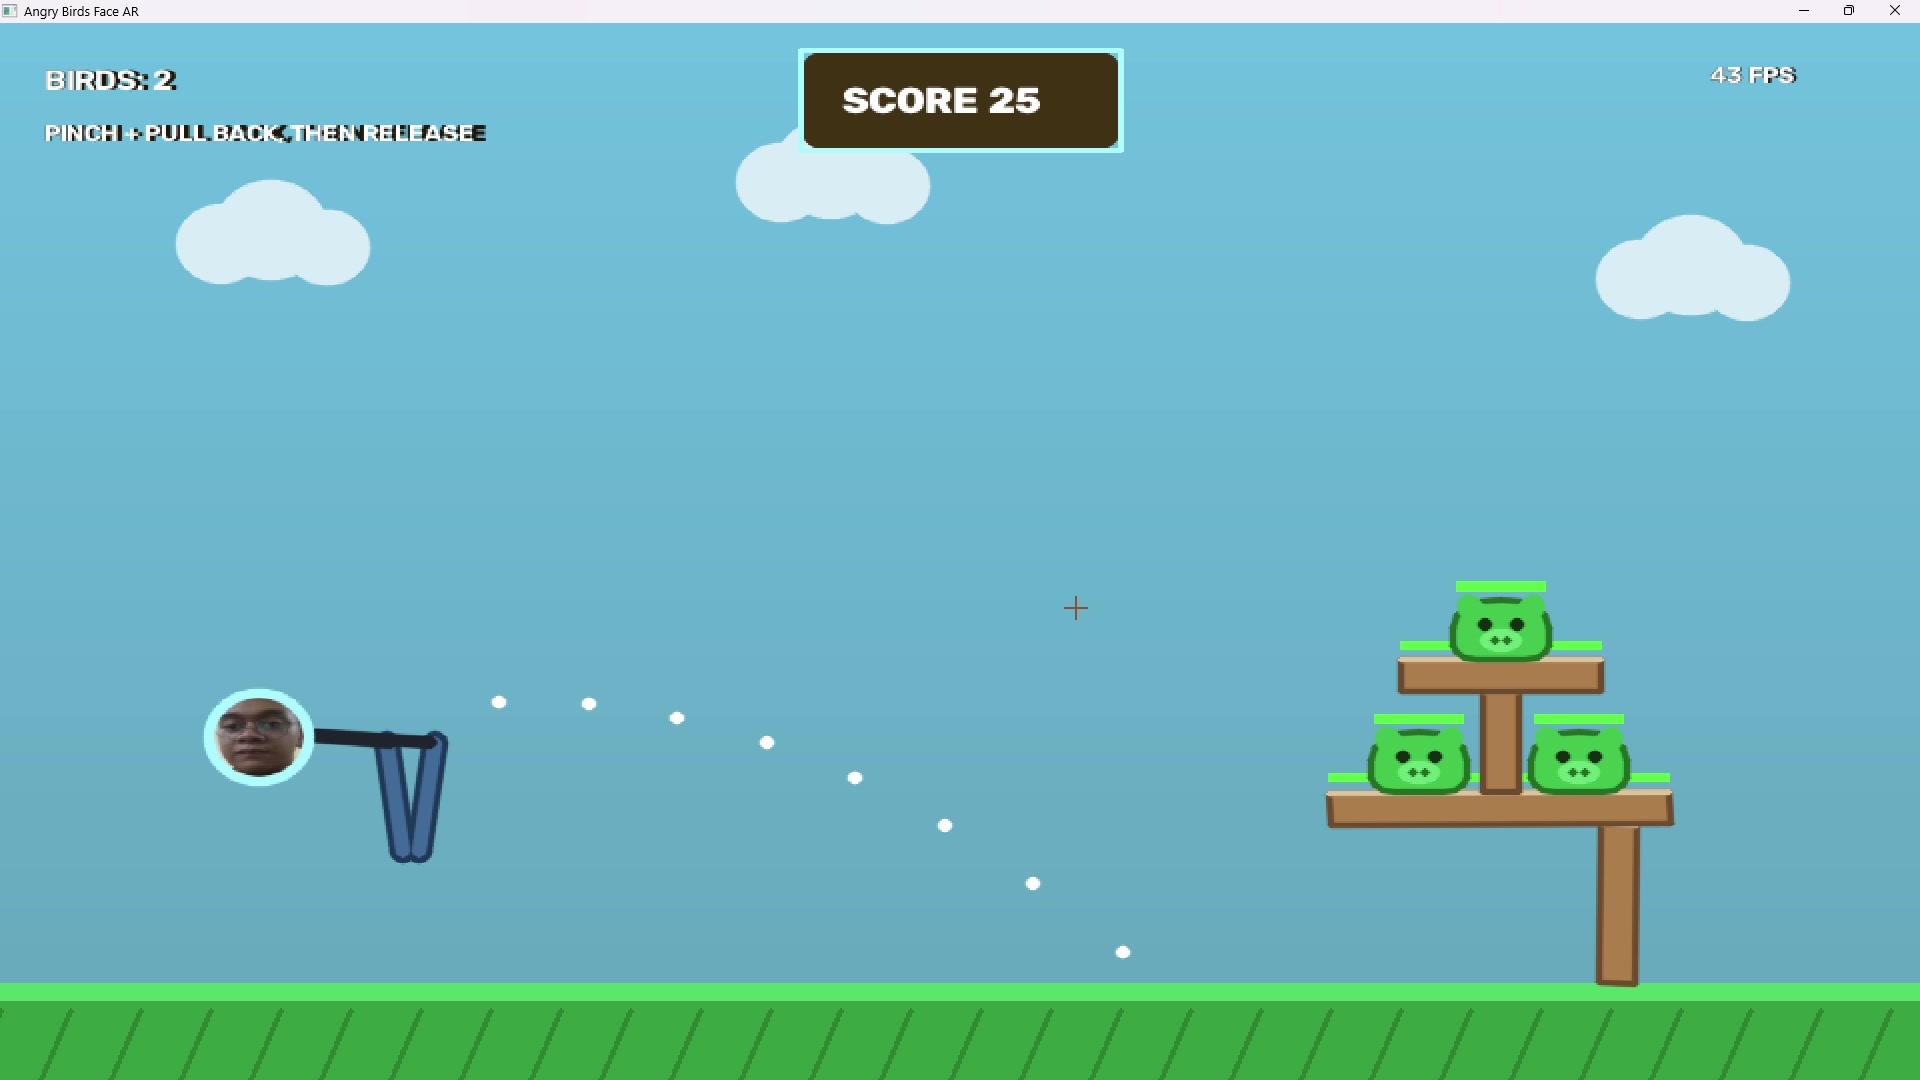 Angry Birds Face AR
BIRDS: 2
SCORE 25
43 FPS
PINCH + PULL BACK, THEN RELEASE